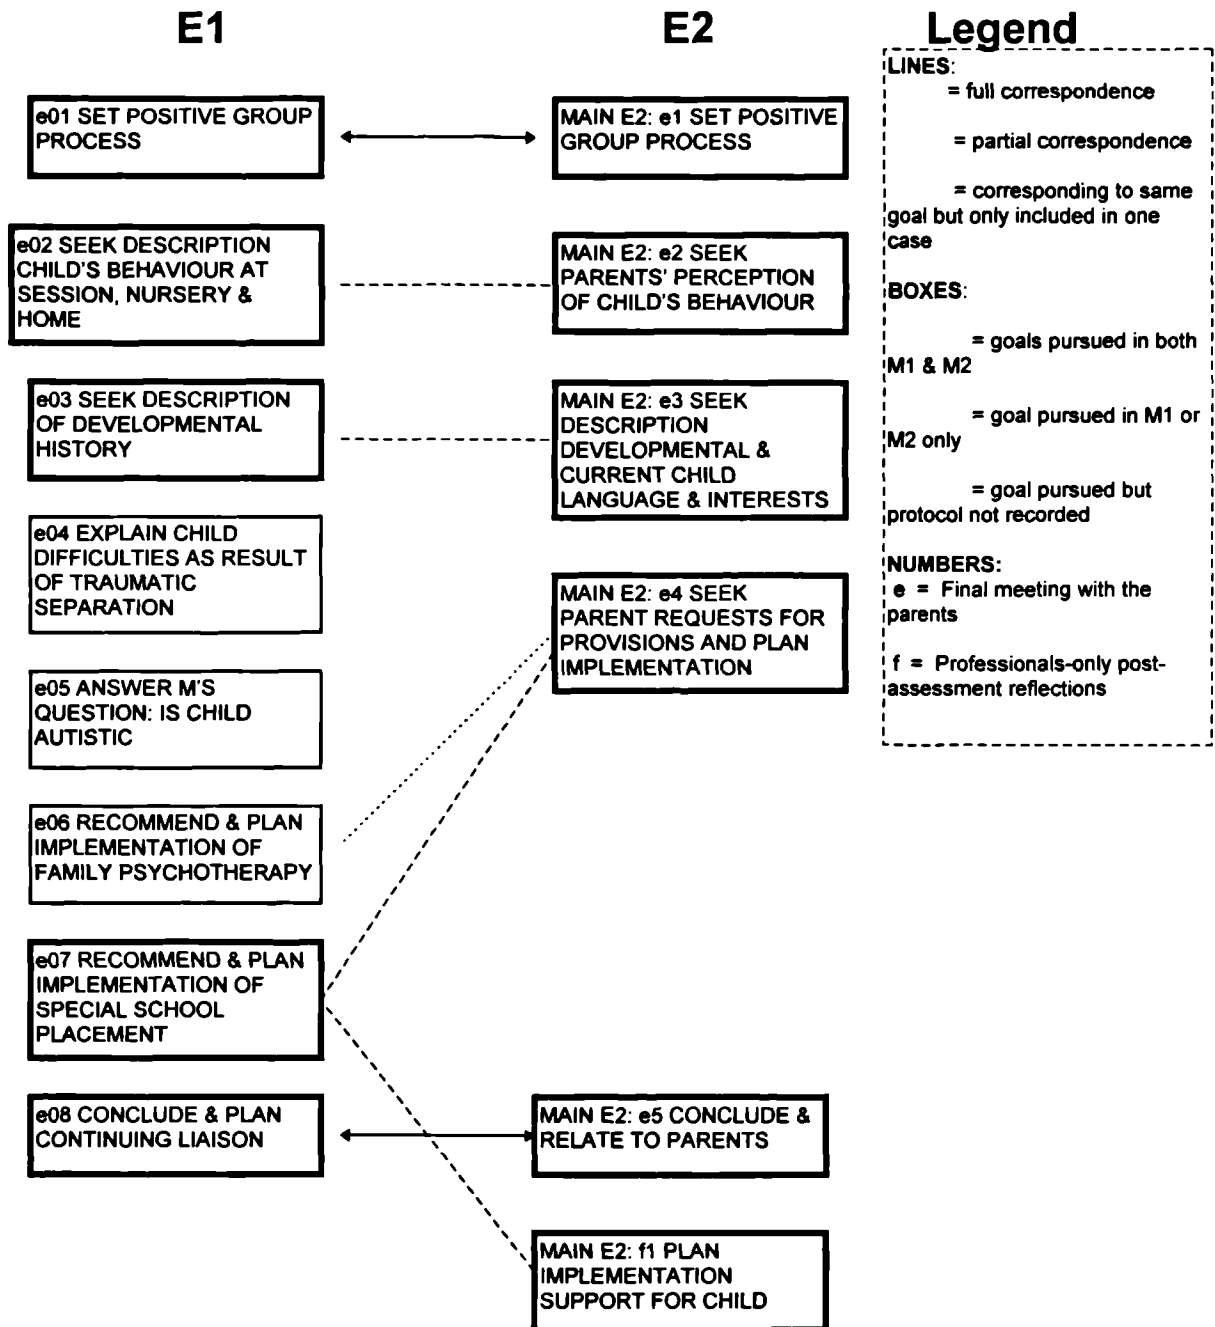 E1
E2
Legend
e01 SET POSITIVE GROUP
PROCESS
MAIN E2: e1 SET POSITIVE
GROUP PROCESS
e02 SEEK DESCRIPTION
CHILD'S BEHAVIOUR AT
SESSION, NURSERY &
HOME
MAIN E2: e2 SEEK
PARENTS' PERCEPTION
OF CHILD'S BEHAVIOUR
e03 SEEK DESCRIPTION
OF DEVELOPMENTAL
HISTORY
MAIN E2: e3 SEEK
DESCRIPTION
DEVELOPMENTAL &
CURRENT CHILD
LANGUAGE & INTERESTS
e04 EXPLAIN CHILD
DIFFICULTIES AS RESULT
OF TRAUMATIC
SEPARATION
MAIN E2: e4 SEEK
PARENT REQUESTS FOR
PROVISIONS AND PLAN
IMPLEMENTATION
e05 ANSWER M'S
QUESTION: IS CHILD
AUTISTIC
e06 RECOMMEND & PLAN
IMPLEMENTATION OF
FAMILY PSYCHOTHERAPY
e07 RECOMMEND & PLAN
IMPLEMENTATION OF
SPECIAL SCHOOL
PLACEMENT
e08 CONCLUDE & PLAN
CONTINUING LIAISON
MAIN E2: e5 CONCLUDE &
RELATE TO PARENTS
MAIN E2: f1 PLAN
IMPLEMENTATION
SUPPORT FOR CHILD
LINES:
= full correspondence
= partial correspondence
= corresponding to same
goal but only included in one
case
BOXES:
= goals pursued in both
M1 & M2
= goal pursued in M1 or
M2 only
= goal pursued but
protocol not recorded
NUMBERS:
e = Final meeting with the
parents
f = Professionals-only post-
assessment reflections